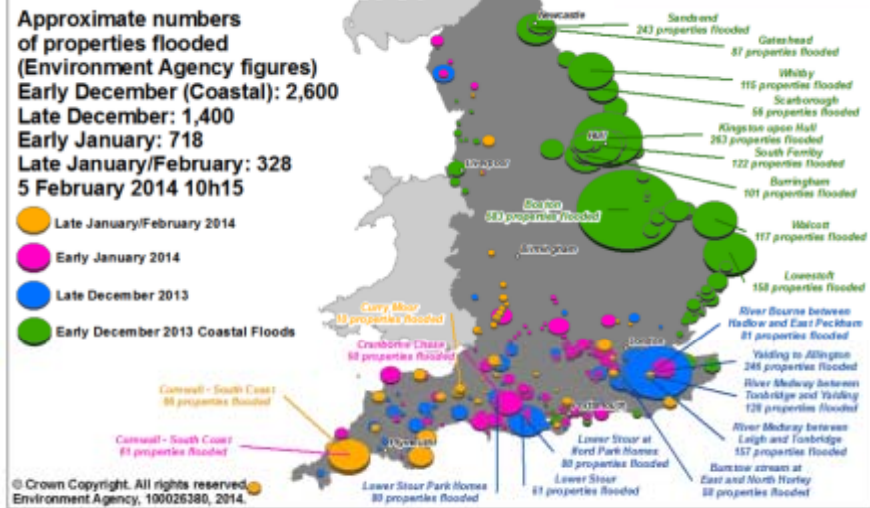 Approximate numbers
of properties flooded
(Environment Agency figures)
Early December (Coastal): 2,600
Late December: 1,400
Early January: 718
Late January/February: 328
5 February 2014 10h15
Late January/February 2014
Early January 2014
Late December 2013
Early December 2013 Coastal Floods
Newcastle
Sandsend
243 properties flooded
Gateshead
87 properties flooded
Whitby
115 properties flooded
Scarborough
properties flooded
Kingston upon Hull
263 properties flooded
Hull
South Ferriby
122 properties flooded
Burringham
101 properties flooded
Liverpool
Boston
properties flooded
Walcott
117 properties flooded
Birmingham
Lowestoft
158 properties flooded
Curry Moor
properties flooded
Cranborne Chase
properties flooded
London
River Bourne between
Hadlow and East Peckham
81 properties flooded
Yalding to Allington
246 properties flooded
River Medway between
Tonbridge and Yalding
128 properties flooded
River Medway between
Leigh and Tonbridge
157 properties flooded
Burstow stream at
East and North Horley
properties flooded
Cornwall - South Coast
properties flooded
Cornwall - South Coast
61 properties flooded
Plymouth
Lower Stour at
Park Homes
properties flooded
Lower Stour
61 properties flooded
Lower Stour Park Homes
properties flooded
© Crown Copyright. All rights reserved.
Environment Agency, 100026380, 2014.